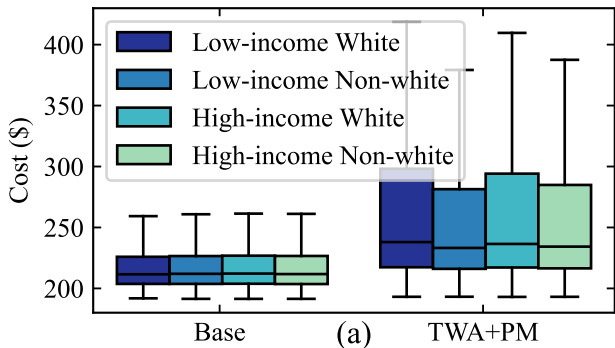 Cost ($)
400
350
300
250
200
Low-income White
Low-income Non-white
High-income White
High-income Non-white
Base
(a)
TWA+PM